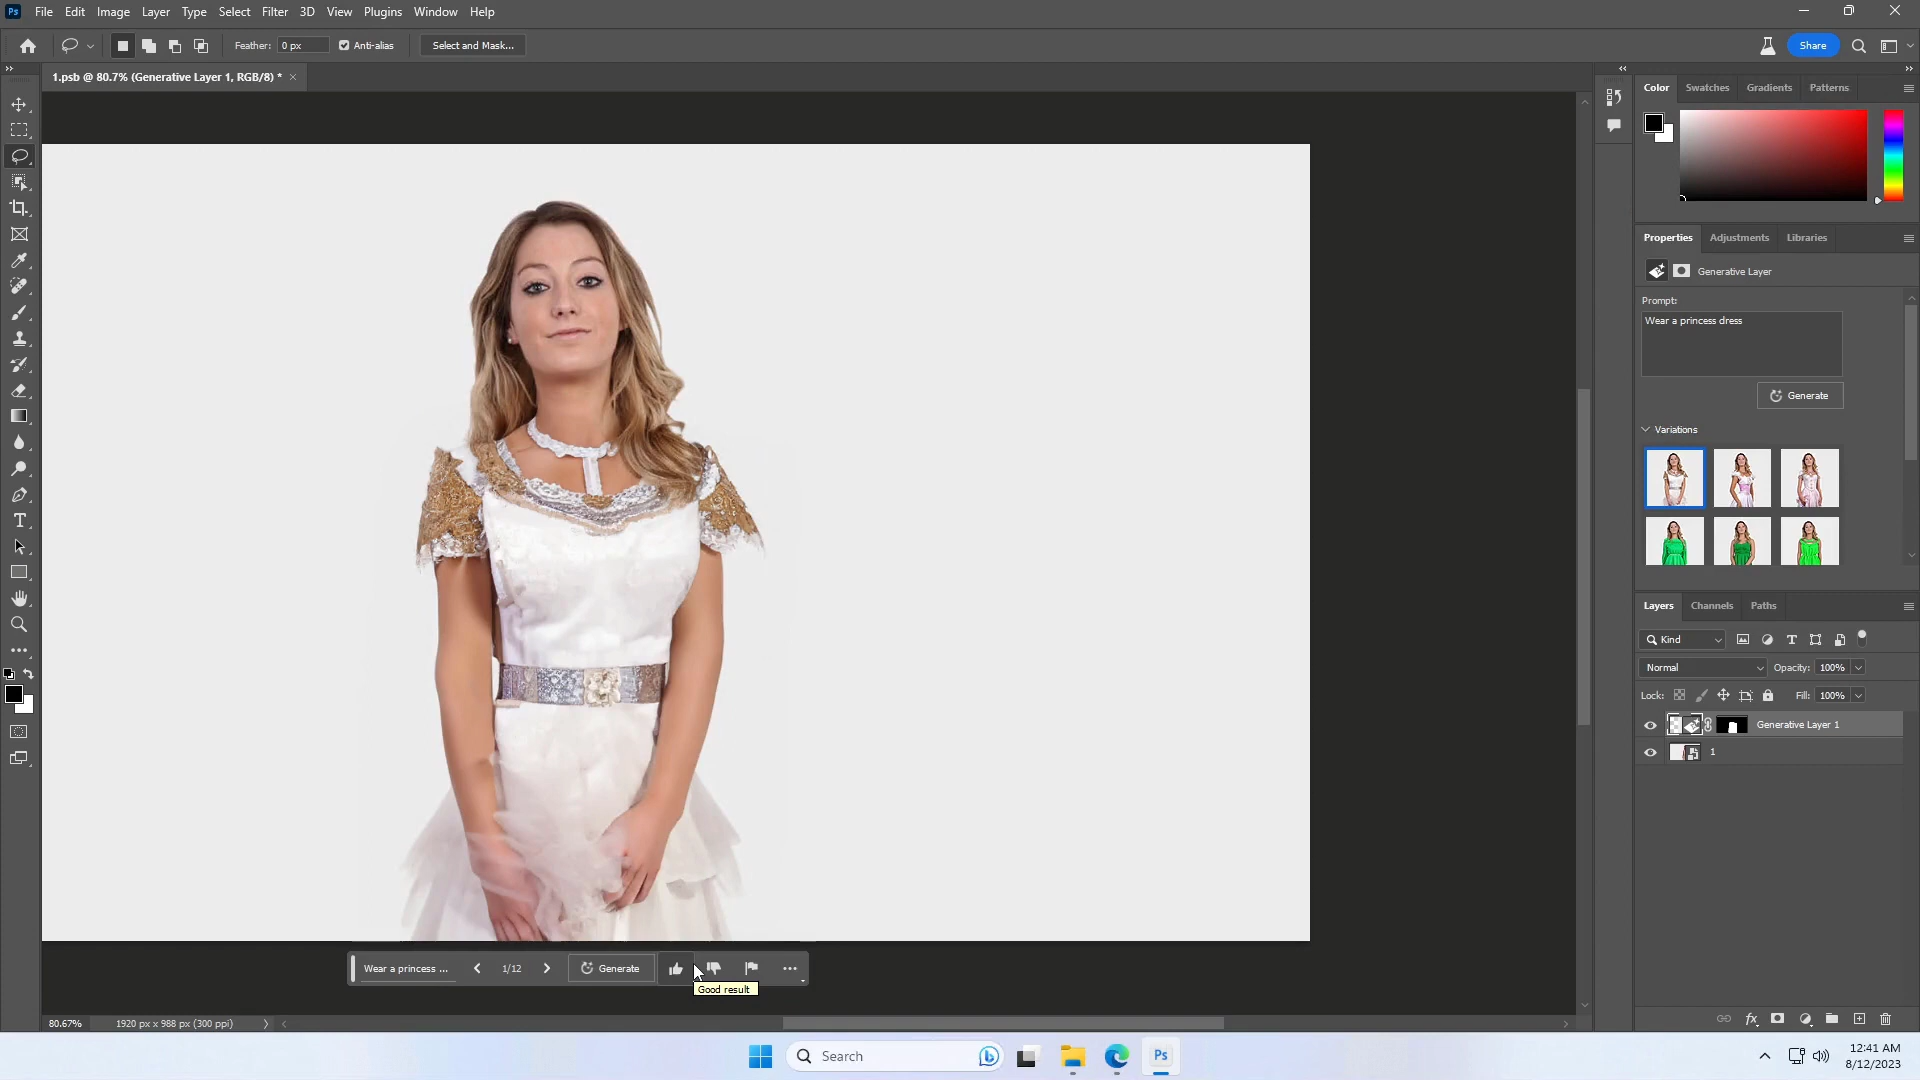 Ps File Edit Image Layer Type Select Filter 3D View Plugins Window Help
Feather: 0 px Anti-alias Select and Mask... Share
1.psb @ 80.7% (Generative Layer 1, RGB/8) * ×
Color Swatches Gradients Patterns
Properties Adjustments Libraries
Generative Layer
Prompt:
Wear a princess dress
Generate
Variations
Layers Channels Paths
Kind
Normal Opacity: 100%
Lock: Fill: 100%
Generative Layer 1
1
Wear a princess ... 1/12 Generate
Good result
80.67% 1920 px x 988 px (300 ppi)
Search Ps 12:41 AM
8/12/2023